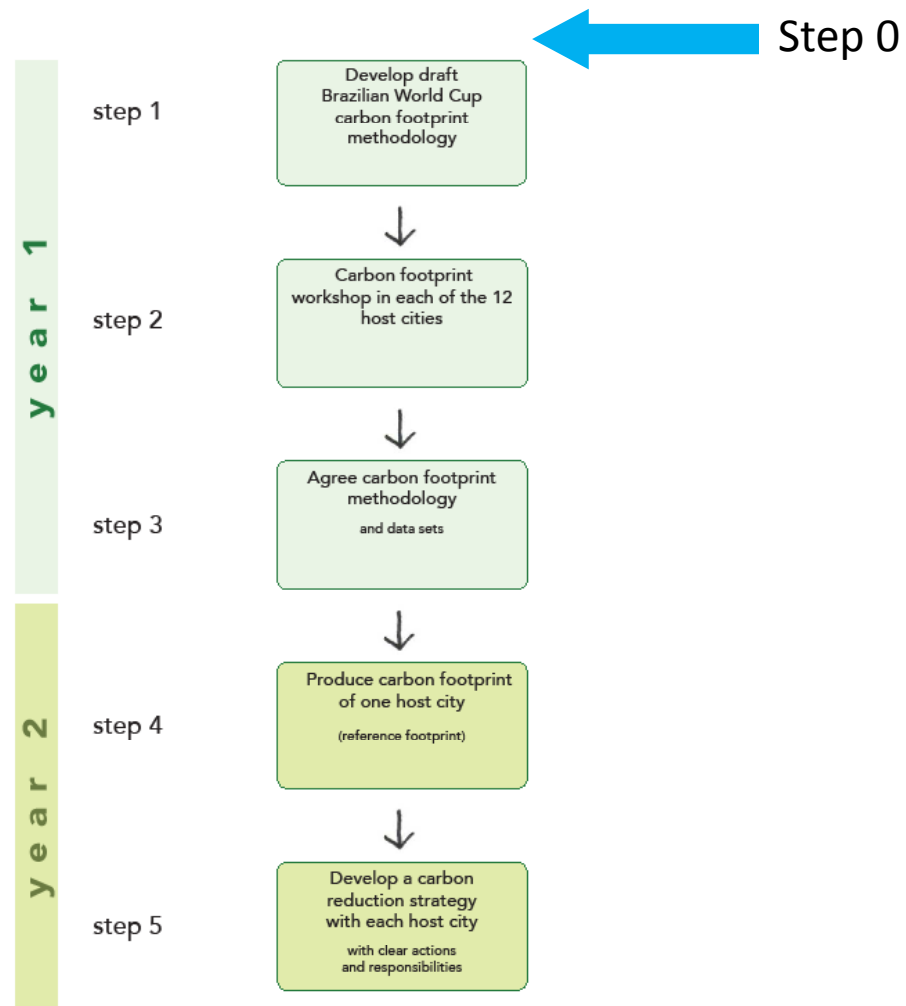 Step 0
year 1
step 1
Develop draft
Brazilian World Cup
carbon footprint
methodology
step 2
Carbon footprint
workshop in each of the 12
host cities
step 3
Agree carbon footprint
methodology
and data sets
year 2
step 4
Produce carbon footprint
of one host city
(reference footprint)
step 5
Develop a carbon
reduction strategy
with each host city
with clear actions
and responsibilities